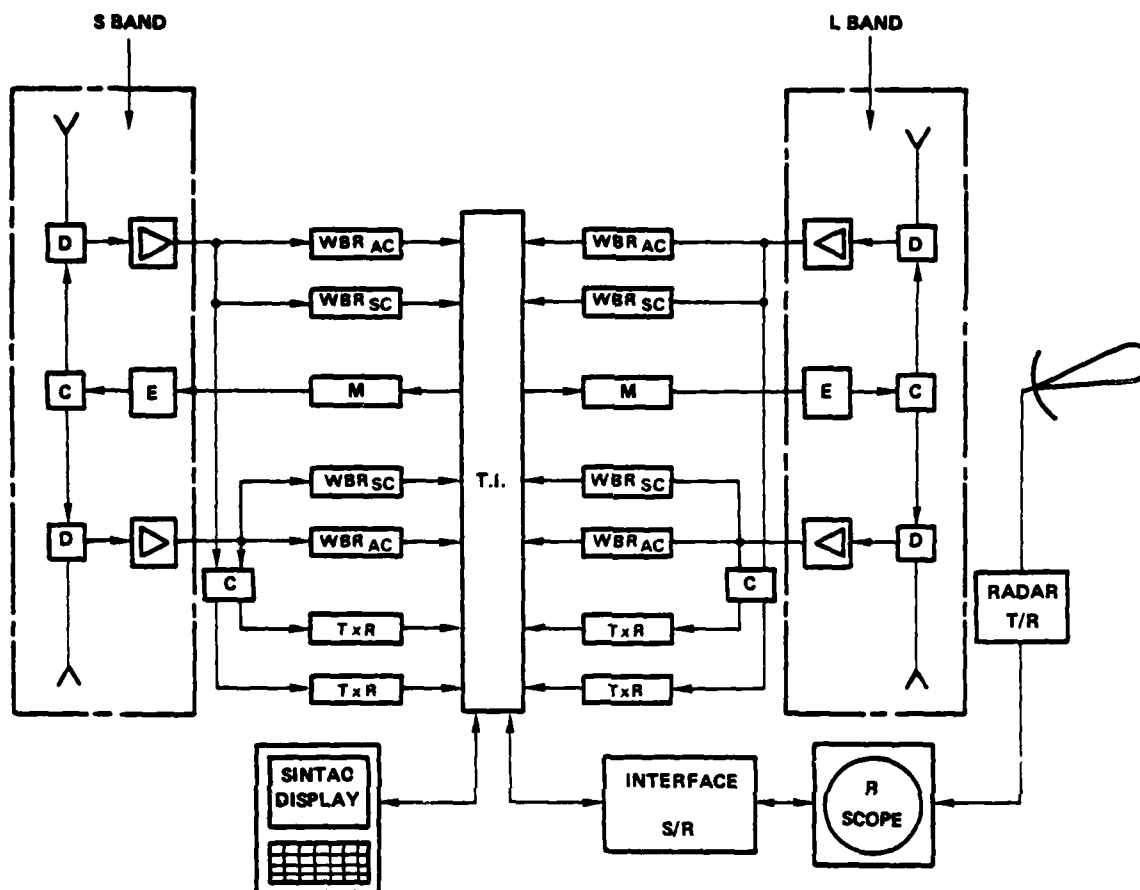 S BAND
L BAND
D
WBR AC
WBR AC
D
WBR SC
WBR SC
C
E
M
M
E
C
T.I.
WBR SC
WBR SC
D
WBR AC
WBR AC
D
C
C
TxR
TxR
TxR
TxR
RADAR
T/R
SINTAC
DISPLAY
INTERFACE
S/R
R
SCOPE